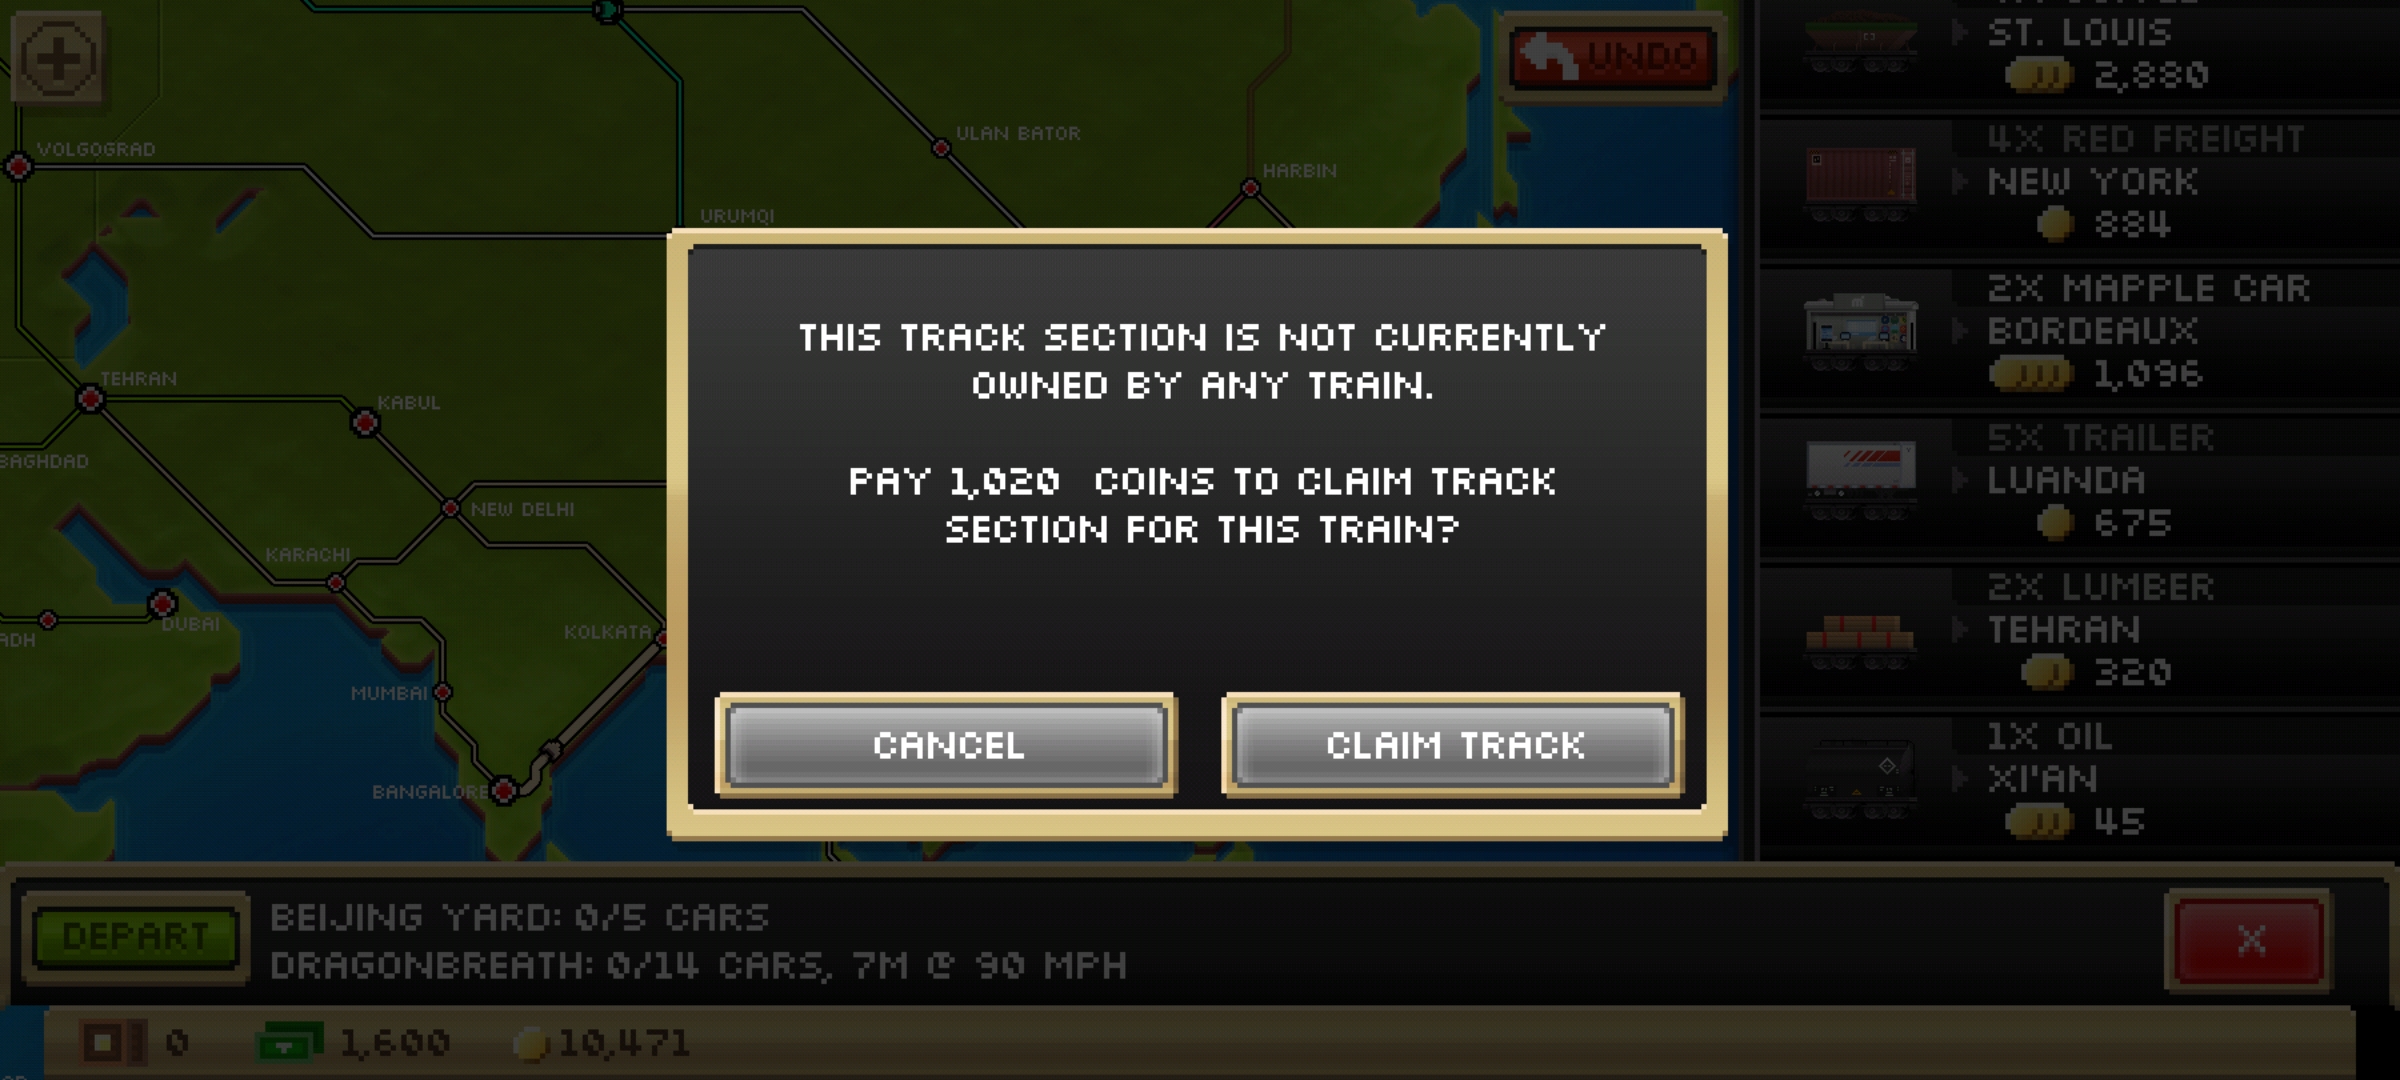 UNDO
VOLGOGRAD
ULAN BATOR
HARBIN
URUMQI
TEHRAN
KABUL
BAGHDAD
NEW DELHI
KARACHI
DUBAI
ADH
KOLKATA
MUMBAI
BANGALORE
THIS TRACK SECTION IS NOT CURRENTLY
OWNED BY ANY TRAIN.
PAY 1,020 COINS TO CLAIM TRACK
SECTION FOR THIS TRAIN?
CANCEL
CLAIM TRACK
ST. LOUIS
2,880
4X RED FREIGHT
NEW YORK
884
2X MAPPLE CAR
BORDEAUX
1,096
5X TRAILER
LUANDA
675
2X LUMBER
TEHRAN
320
1X OIL
XI'AN
45
DEPART
BEIJING YARD: 0/5 CARS
DRAGONBREATH: 0/14 CARS, 7M @ 90 MPH
X
0
1,600
10,471